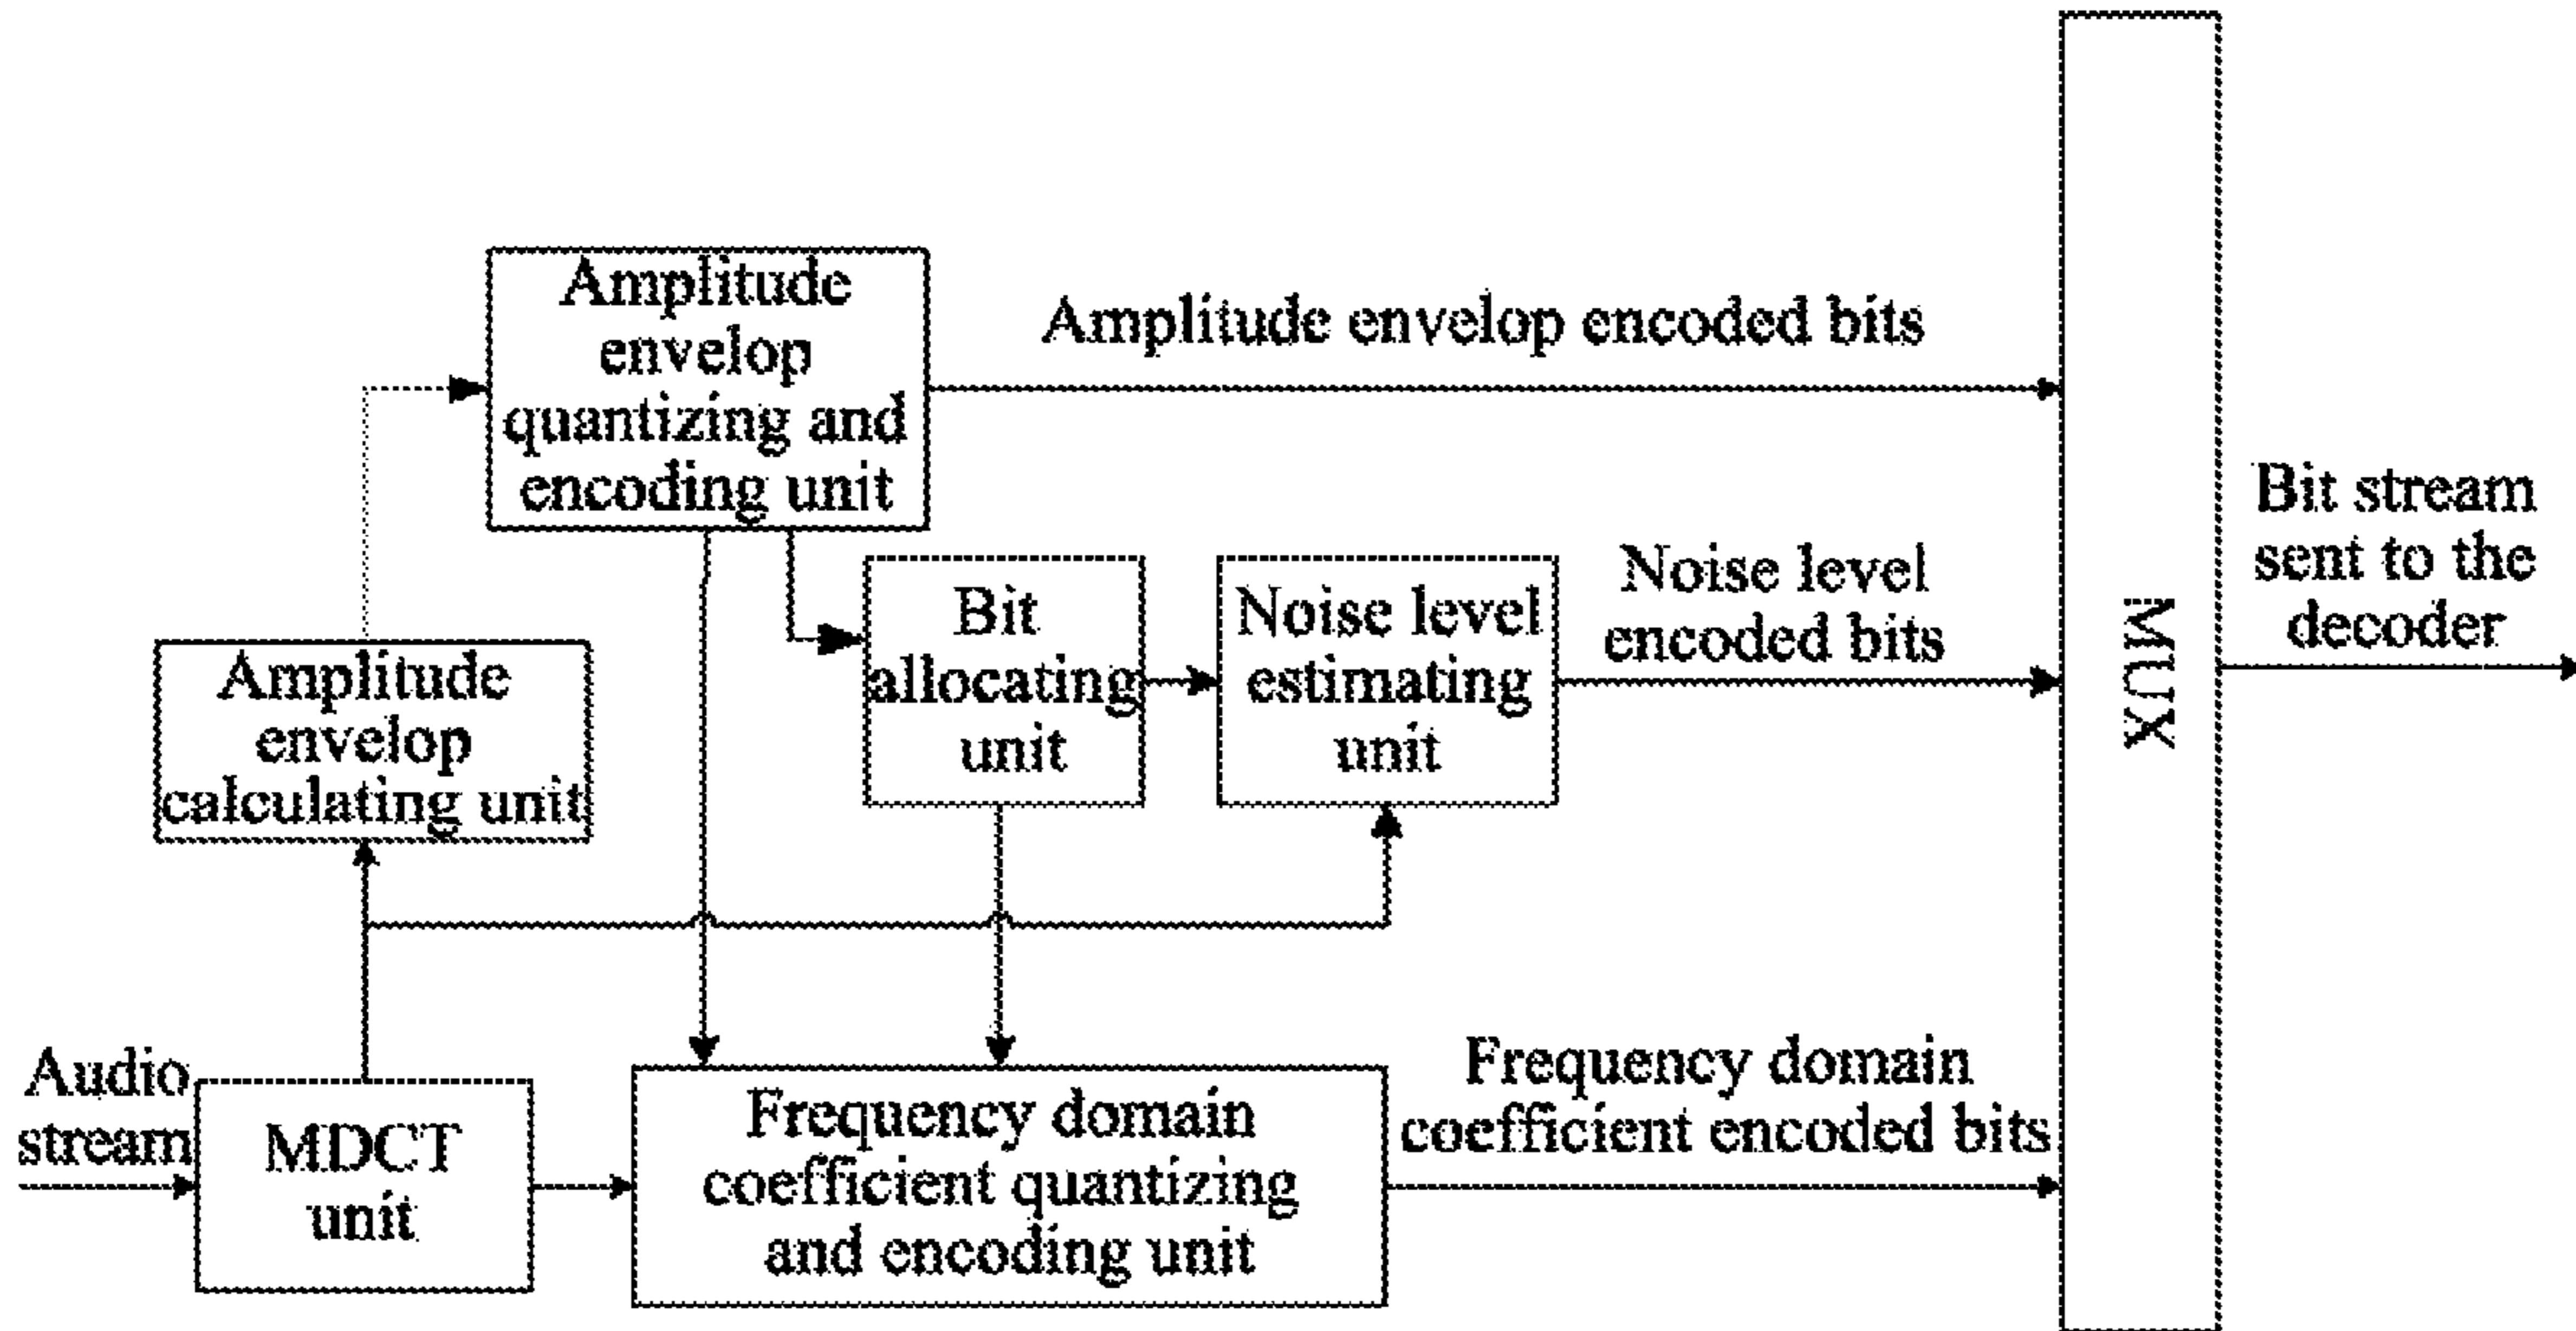 Amplitude
envelop
quantizing and
encoding unit
Amplitude envelop encoded bits
Bit stream
sent to the
decoder
Bit
allocating
unit
Noise level
estimating
unit
Noise level
encoded bits
MUX
Amplitude
envelop
calculating unit
Audio
stream
MDCT
unit
Frequency domain
coefficient quantizing
and encoding unit
Frequency domain
coefficient encoded bits